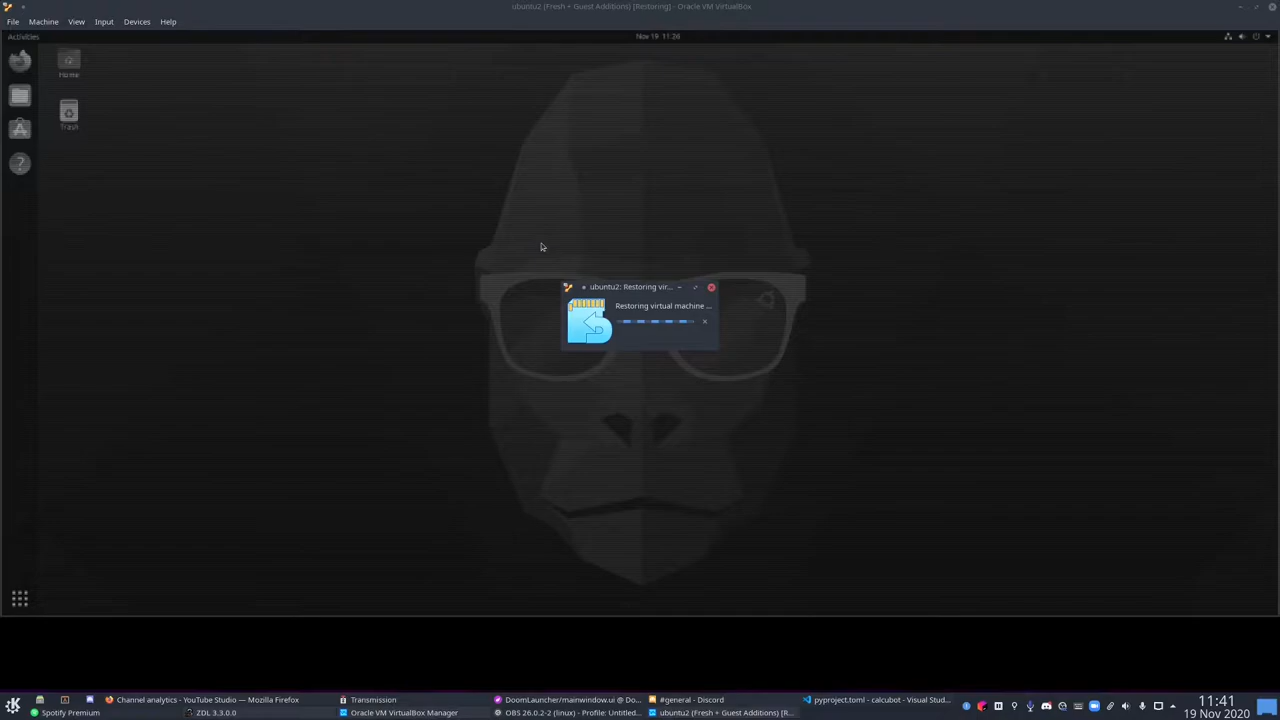 ubuntu2 (Fresh + Guest Additions) [Restoring] - Oracle VM VirtualBox
File Machine View Input Devices Help
Activities
Nov 19 11:26
Home
Trash
ubuntu2: Restoring vir...
Restoring virtual machine ...
Channel analytics - YouTube Studio — Mozilla Firefox
Transmission
DoomLauncher/mainwindow.ui @ Do...
#general - Discord
pyproject.toml - calcubot - Visual Stud...
Spotify Premium
ZDL 3.3.0.0
Oracle VM VirtualBox Manager
OBS 26.0.2-2 (linux) - Profile: Untitled...
ubuntu2 (Fresh + Guest Additions) [R...
11:41
19 Nov 2020